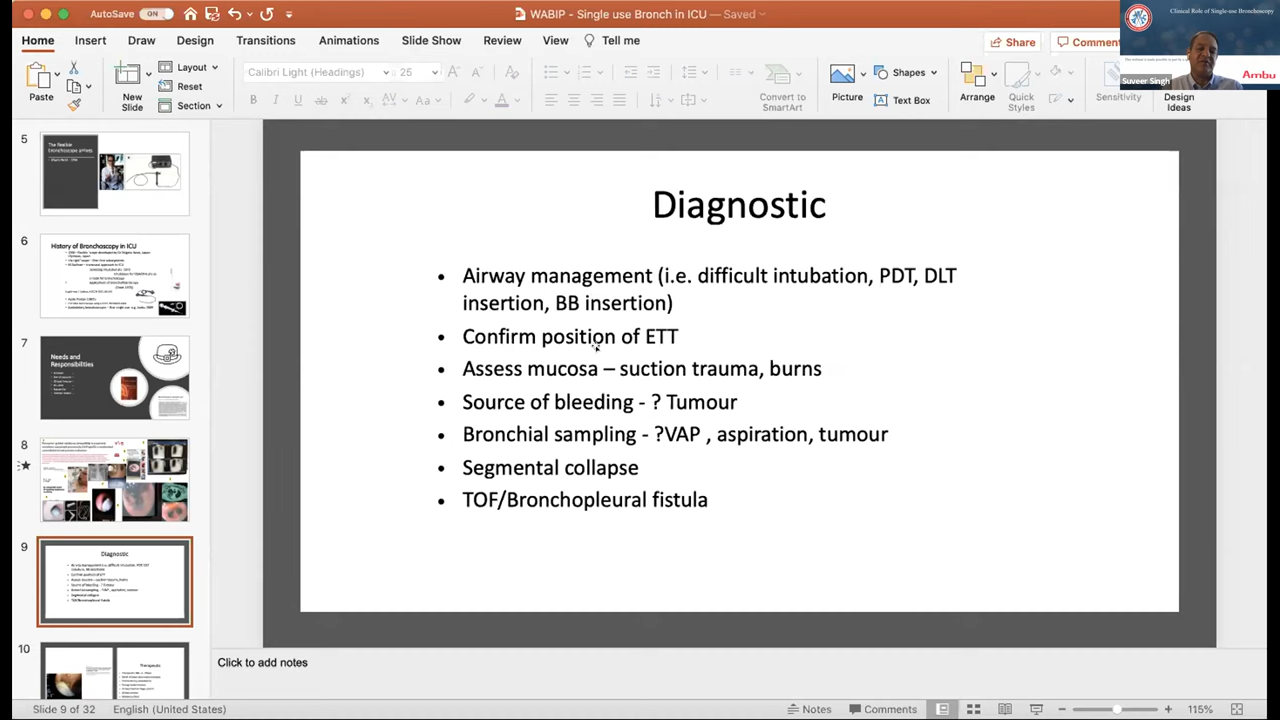 AutoSave ON
WABIP - Single use Bronch in ICU — Saved
Clinical Role of Single-use Bronchoscopy
Home Insert Draw Design Transitions Animations Slide Show Review View Tell me
Share Comment
Suveer Singh
Ambu
Paste
New
Slide
Layout
Reset
Section
Calibri Light (Headings) 25
Convert to
SmartArt
Picture
Shapes
Text Box
Arrange
Quick
Styles
Sensitivity
Design
Ideas
5
The flexible
bronchoscope arrives
6
History of Bronchoscopy in ICU
7
Needs and
Responsibilities
8
9
Diagnostic
10
Therapeutic
Diagnostic
• Airway management (i.e. difficult intubation, PDT, DLT
insertion, BB insertion)
• Confirm position of ETT
• Assess mucosa – suction trauma, burns
• Source of bleeding - ? Tumour
• Bronchial sampling - ?VAP , aspiration, tumour
• Segmental collapse
• TOF/Bronchopleural fistula
Click to add notes
Slide 9 of 32 English (United States) Notes Comments 115%